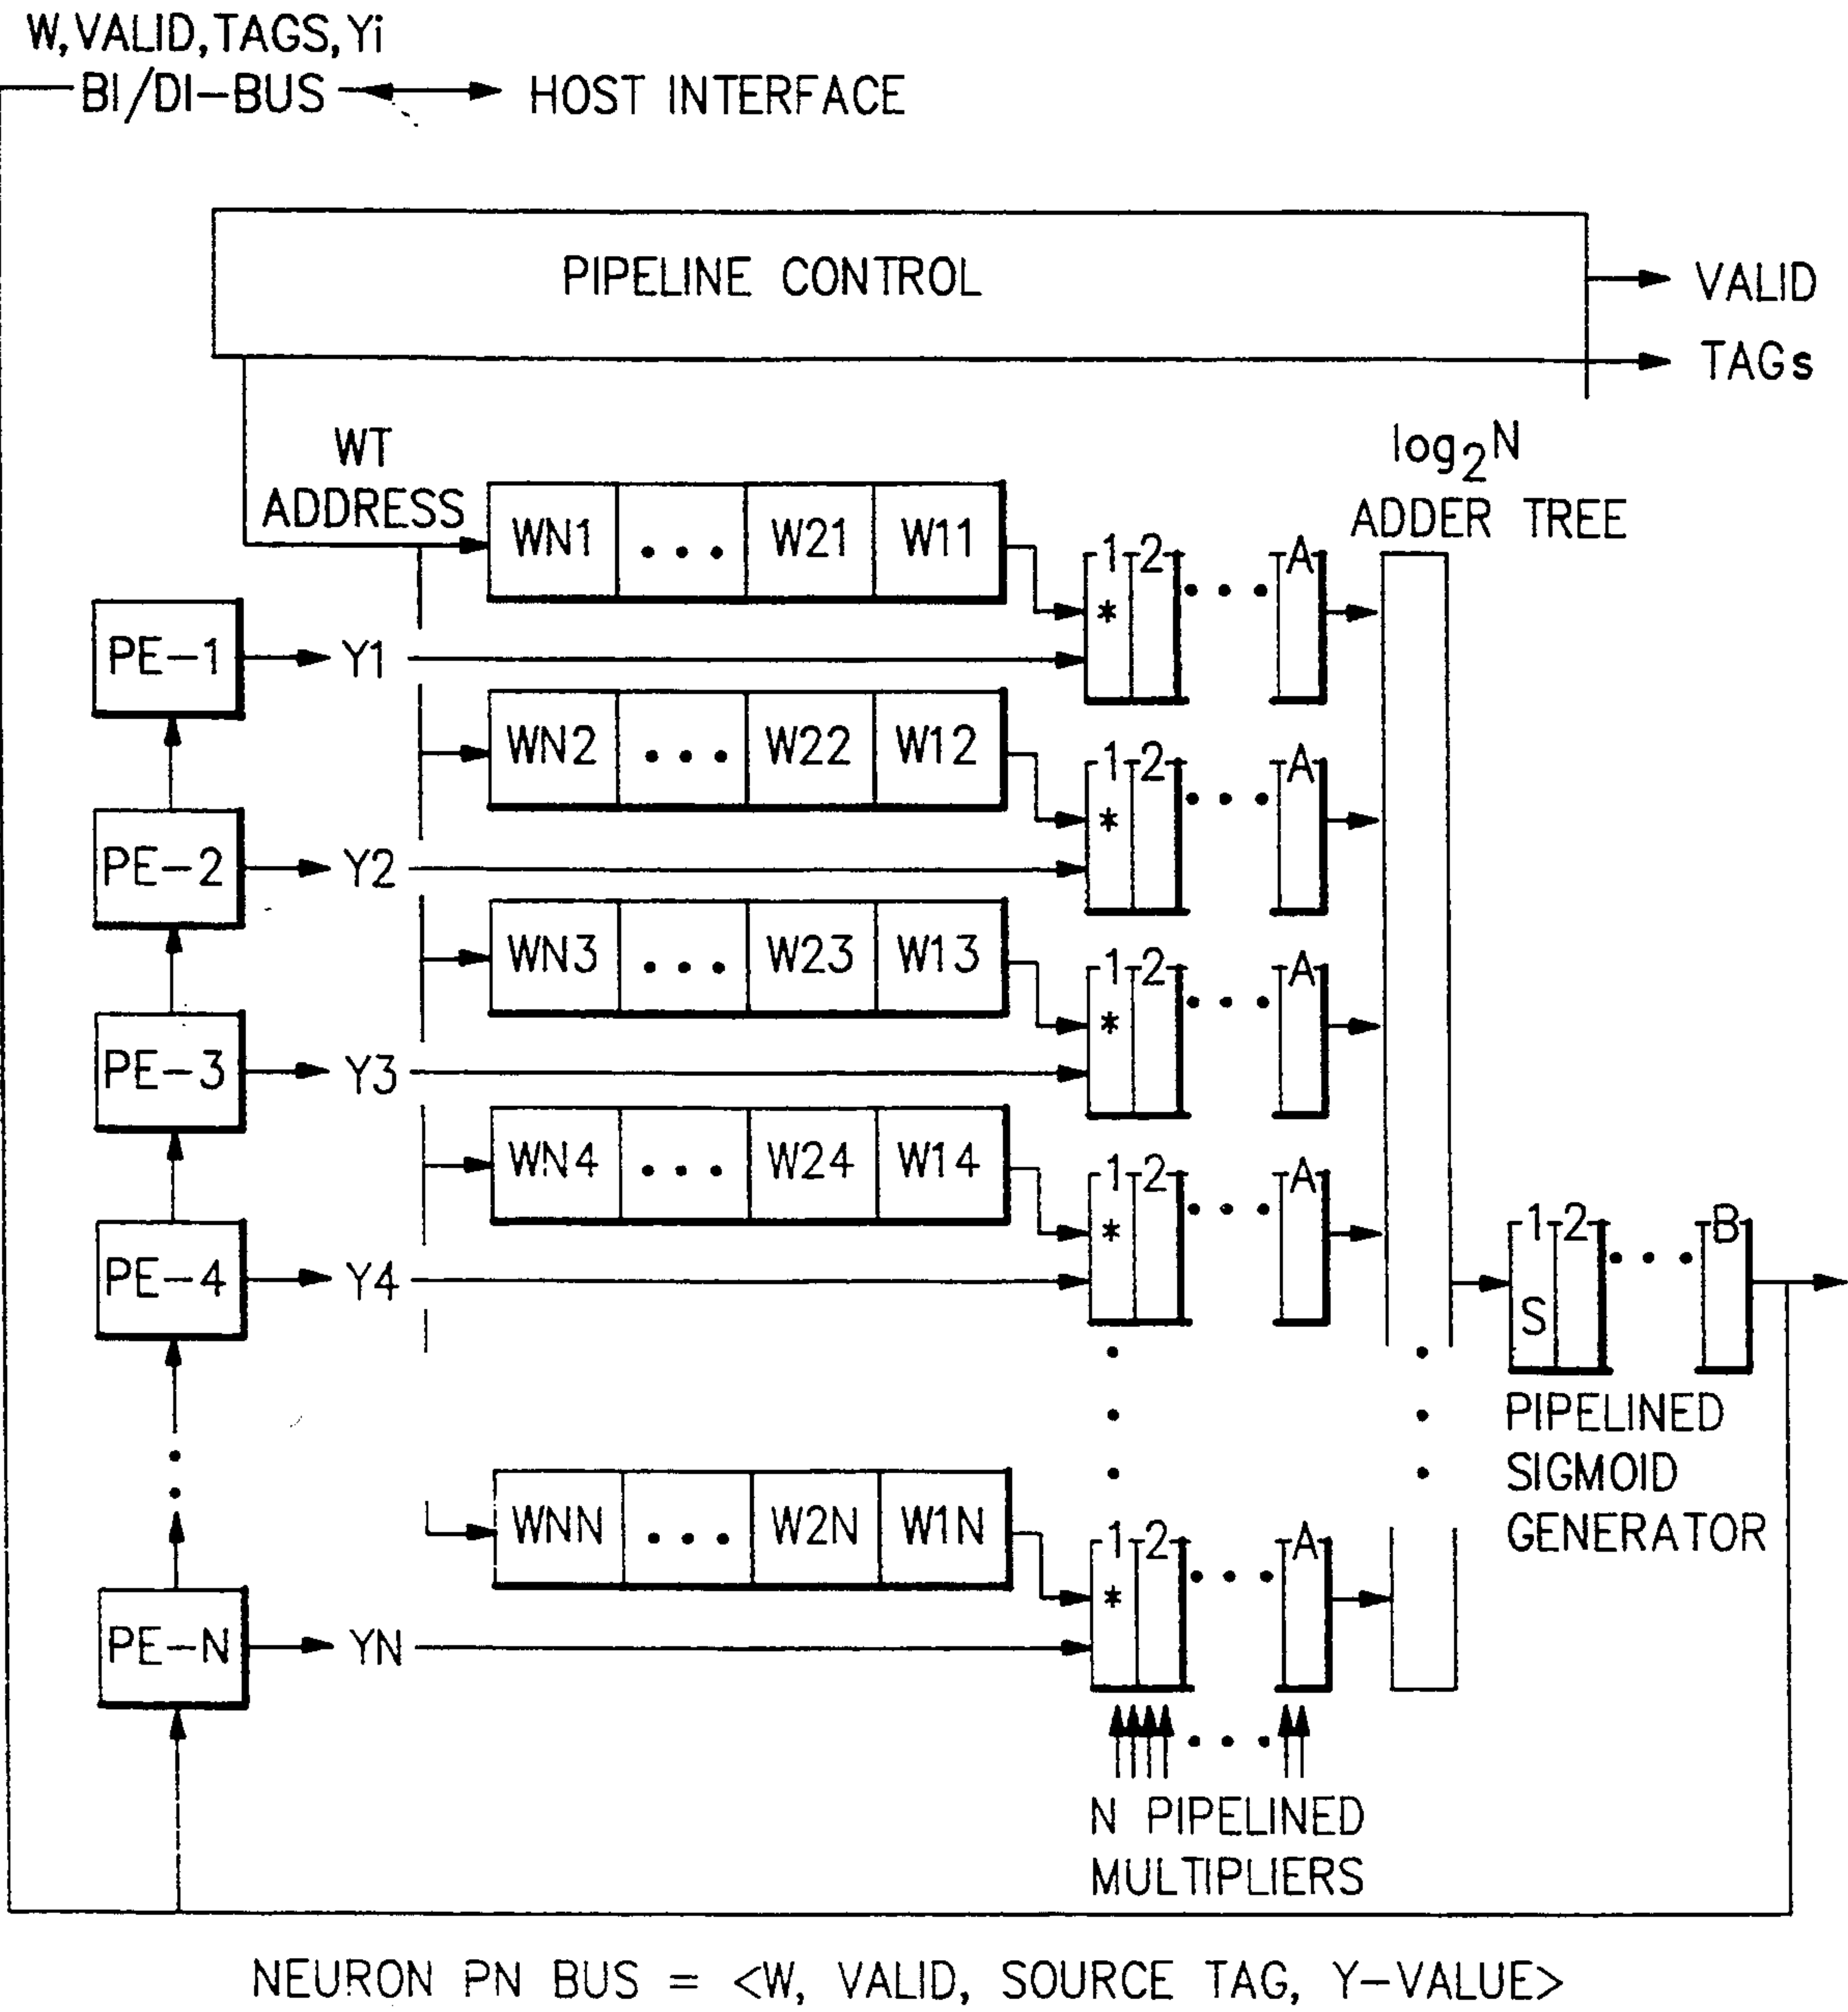 W,VALID,TAGS,Yi
BI/DI-BUS
HOST INTERFACE
PIPELINE CONTROL
VALID
TAGs
WT
ADDRESS
log2N
ADDER TREE
WN1 ... W21 W11
1 2 ... A
*
PE-1
Y1
WN2 ... W22 W12
1 2 ... A
*
PE-2
Y2
WN3 ... W23 W13
1 2 ... A
*
PE-3
Y3
WN4 ... W24 W14
1 2 ... A
*
PE-4
Y4
1 2 ... B
S
PIPELINED
SIGMOID
GENERATOR
WNN ... W2N W1N
1 2 ... A
*
PE-N
YN
N PIPELINED
MULTIPLIERS
NEURON PN BUS = <W, VALID, SOURCE TAG, Y-VALUE>